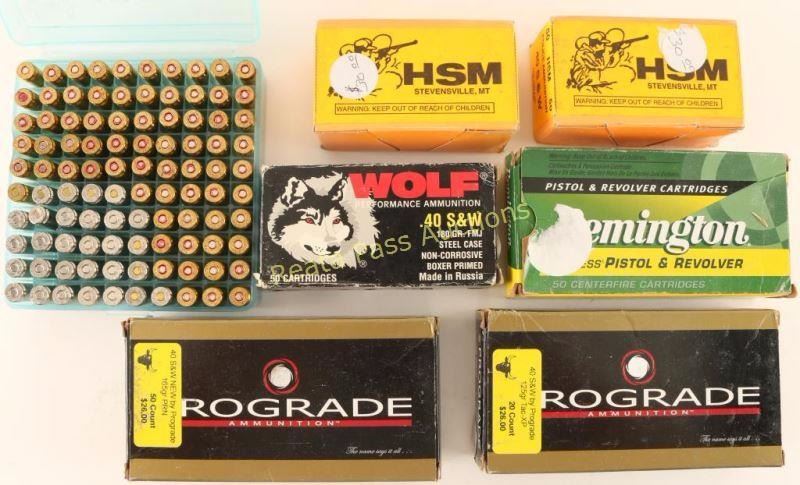 HSM
STEVENSVILLE, MT
WARNING: KEEP OUT OF REACH OF CHILDREN
50 HSM
HSM
STEVENSVILLE, MT
WARNING: KEEP OUT OF REACH OF CHILDREN
WOLF
PERFORMANCE AMMUNITION
.40 S&W
180 GR. FMJ
STEEL CASE
NON-CORROSIVE
BOXER PRIMED
Made in Russia
50 CARTRIDGES
PISTOL & REVOLVER CARTRIDGES
emington
ESS PISTOL & REVOLVER
50 CENTERFIRE CARTRIDGES
Reata Pass Auctions
40 S&W NEW by Prograde
165gr PRN
50 Count
$26.00
ROGRADE
AMMUNITION
The name says it all...
40 S&W by Prograde
125gr Tac-XP
20 Count
$26.00
ROGRADE
AMMUNITION
The name says it all...